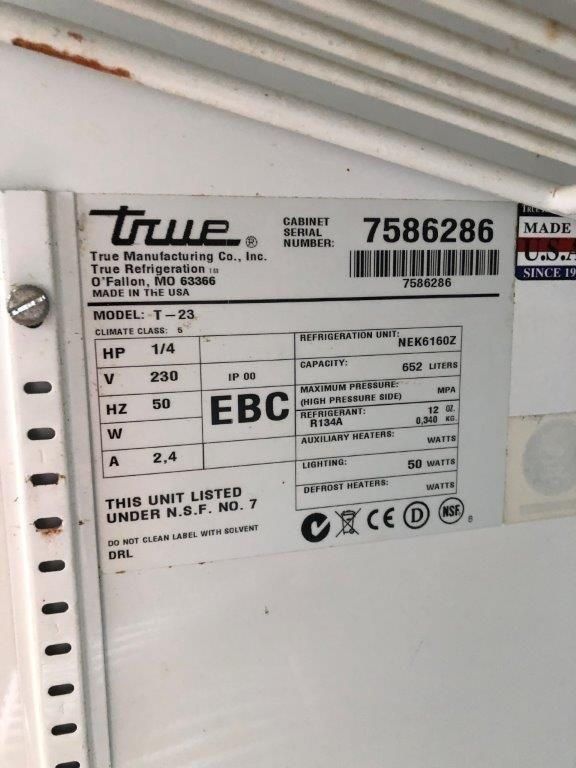 true ®
True Manufacturing Co., Inc.
True Refrigeration TM
O'Fallon, MO 63366
MADE IN THE USA
CABINET
SERIAL
NUMBER:
7586286
7586286
MADE
U.S.A
SINCE 19
MODEL: T-23
CLIMATE CLASS: 5
HP 1/4
V 230
HZ 50
W
A 2,4
IP 00
EBC
REFRIGERATION UNIT: NEK6160Z
CAPACITY: 652 LITERS
MAXIMUM PRESSURE: MPA
(HIGH PRESSURE SIDE)
REFRIGERANT: 12 OZ.
R134A 0,340 KG.
AUXILIARY HEATERS: WATTS
LIGHTING: 50 WATTS
DEFROST HEATERS: WATTS
THIS UNIT LISTED
UNDER N.S.F. NO. 7
DO NOT CLEAN LABEL WITH SOLVENT
DRL
CE D NSF. 8